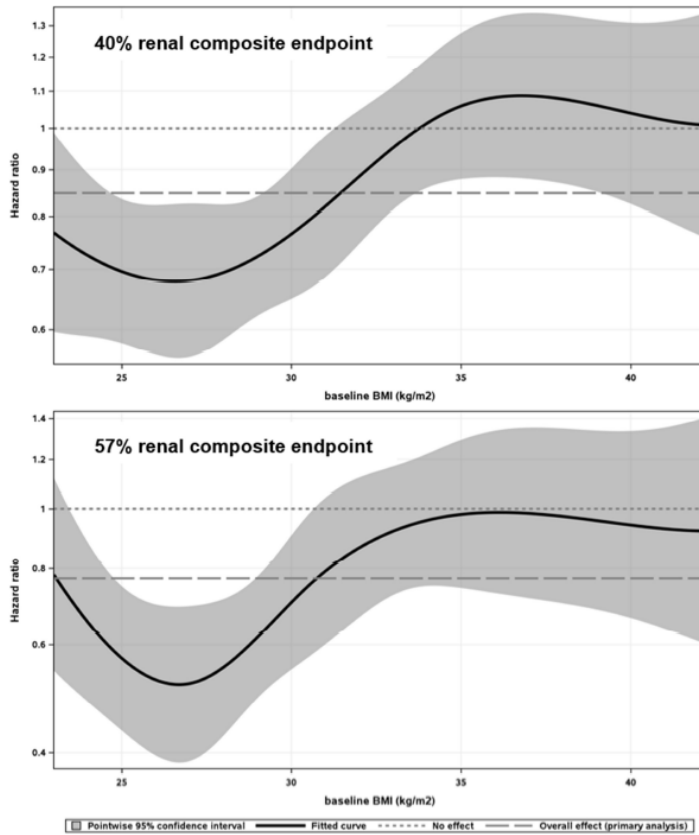 1.3
40% renal composite endpoint
1.2
1.1
1
0.9
0.8
0.7
0.6
Hazard ratio
25 30 35 40
baseline BMI (kg/m2)
1.4
57% renal composite endpoint
1.2
1
0.8
0.6
0.4
Hazard ratio
25 30 35 40
baseline BMI (kg/m2)
Pointwise 95% confidence interval Fitted curve No effect Overall effect (primary analysis)